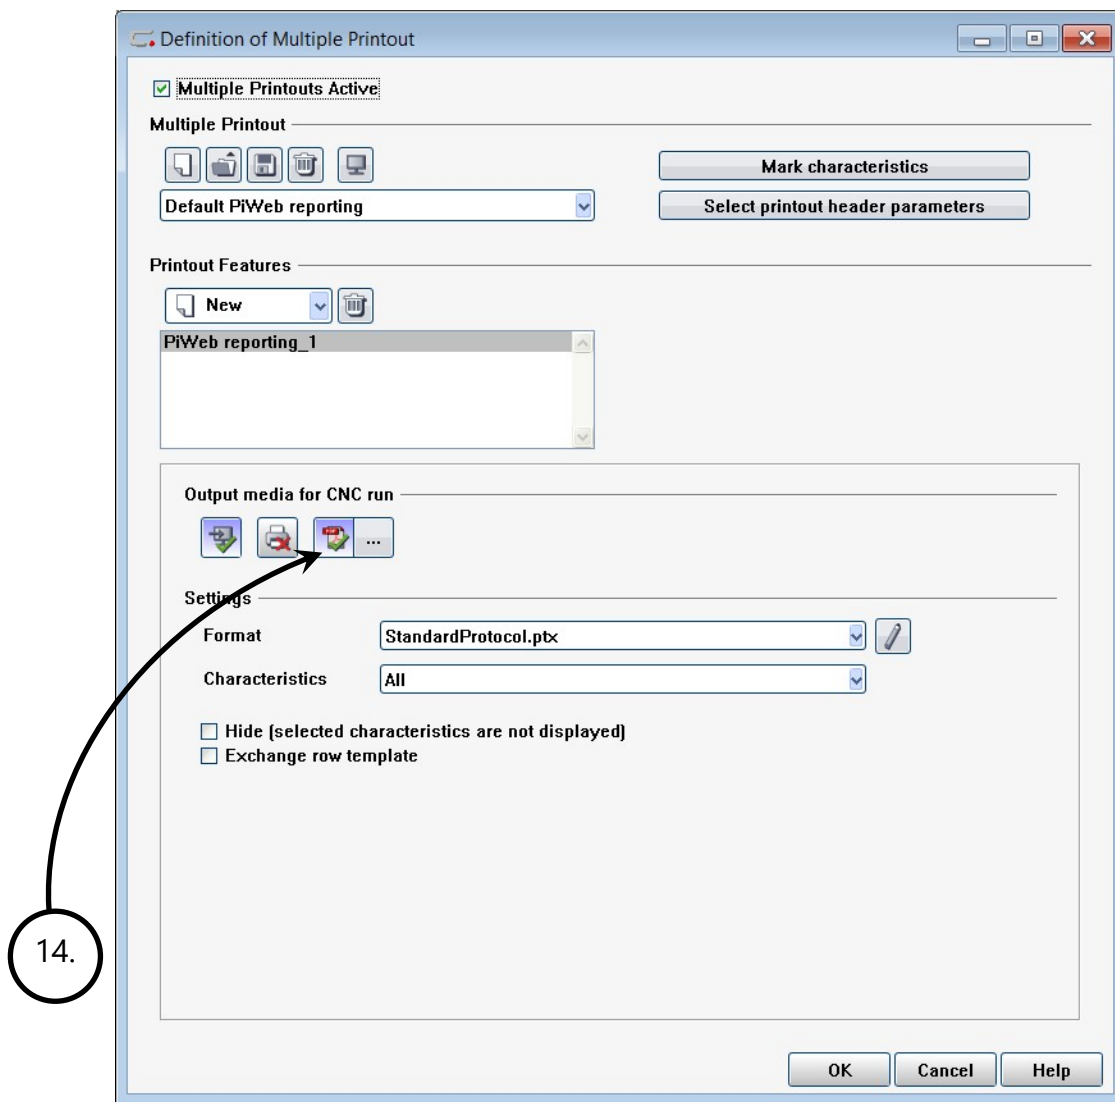 Definition of Multiple Printout
Multiple Printouts Active
Multiple Printout
Mark characteristics
Default PiWeb reporting
Select printout header parameters
Printout Features
New
PiWeb reporting_1
Output media for CNC run
...
Settings
Format
StandardProtocol.ptx
Characteristics
All
Hide (selected characteristics are not displayed)
Exchange row template
14.
OK Cancel Help